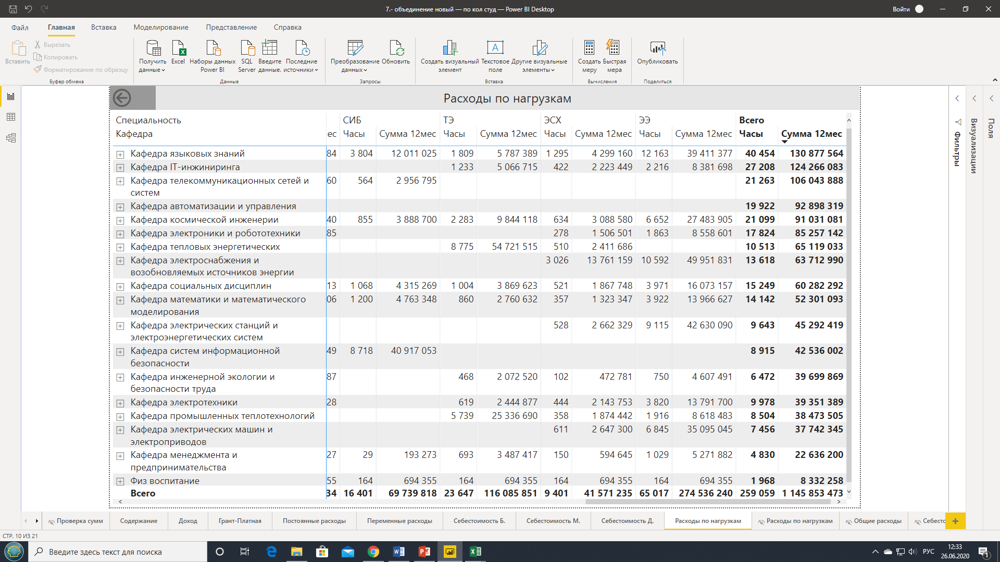 7.- объединение новый — по кол студ — Power BI Desktop
Войти
Файл Главная Вставка Моделирование Представление Справка
Вставить
Вырезать
Копировать
Форматирование по образцу
Буфер обмена
Получить данные
Excel
Наборы данных Power BI
SQL Server
Введите данные.
Последние источники
Данные
Преобразование данных
Обновить
Запросы
Создать визуальный элемент
Текстовое поле
Другие визуальные элементы
Вставка
Создать меру
Быстрая мера
Вычисления
Опубликовать
Поделиться
Расходы по нагрузкам
Специальность СИБ ТЭ ЭСХ ЭЭ Всего
Кафедра ес Часы Сумма 12мес Часы Сумма 12мес Часы Сумма 12мес Часы Сумма 12мес Часы Сумма 12мес
Кафедра языковых знаний 84 3 804 12 011 025 1 809 5 787 389 1 295 4 299 160 12 163 39 411 377 40 454 130 877 564
Кафедра IT-инжиниринга 1 233 5 066 715 422 2 223 449 2 216 8 381 698 27 208 124 266 083
Кафедра телекоммуникационных сетей и 60 564 2 956 795 21 263 106 043 888
систем
Кафедра автоматизации и управления 19 922 92 898 319
Кафедра космической инженерии 40 855 3 888 700 2 283 9 844 118 634 3 088 580 6 652 27 483 905 21 099 91 031 081
Кафедра электроники и робототехники 85 278 1 506 501 1 863 8 558 601 17 824 85 257 142
Кафедра тепловых энергетических 8 775 54 721 515 510 2 411 686 10 513 65 119 033
Кафедра электроснабжения и 3 026 13 761 159 10 592 49 951 831 13 618 63 712 990
возобновляемых источников энергии
Кафедра социальных дисциплин 13 1 068 4 315 269 1 004 3 869 623 521 1 867 748 3 971 16 073 157 15 249 60 282 292
Кафедра математики и математического 06 1 200 4 763 348 860 2 760 632 357 1 323 347 3 922 13 966 627 14 142 52 301 093
моделирования
Кафедра электрических станций и 528 2 662 329 9 115 42 630 090 9 643 45 292 419
электроэнергетических систем
Кафедра систем информационной 49 8 718 40 917 053 8 915 42 536 002
безопасности
Кафедра инженерной экологии и 87 468 2 072 520 102 472 781 750 4 607 491 6 472 39 699 869
безопасности труда
Кафедра электротехники 28 619 2 444 877 444 2 143 753 3 820 13 791 700 9 978 39 351 389
Кафедра промышленных теплотехнологий 5 739 25 336 690 358 1 874 442 1 916 8 618 483 8 504 38 473 505
Кафедра электрических машин и 611 2 647 300 6 845 35 095 045 7 456 37 742 345
электроприводов
Кафедра менеджмента и 27 29 193 273 693 3 487 417 150 594 645 1 029 5 271 882 4 830 22 636 200
предпринимательства
Физ воспитание 55 164 694 355 164 694 355 164 694 355 164 694 355 1 968 8 332 258
Всего 34 16 401 69 739 818 23 647 116 085 851 9 401 41 571 235 65 017 274 536 240 259 059 1 145 853 473
Фильтры
Визуализации
Поля
Проверка сумм Содержание Доход Грант-Платная Постоянные расходы Переменные расходы Себестоимость Б. Себестоимость М. Себестоимость Д. Расходы по нагрузкам Расходы по нагрузкам Общие расходы Себесто
СТР. 10 ИЗ 21
Введите здесь текст для поиска
РУС
12:33
26.06.2020
1